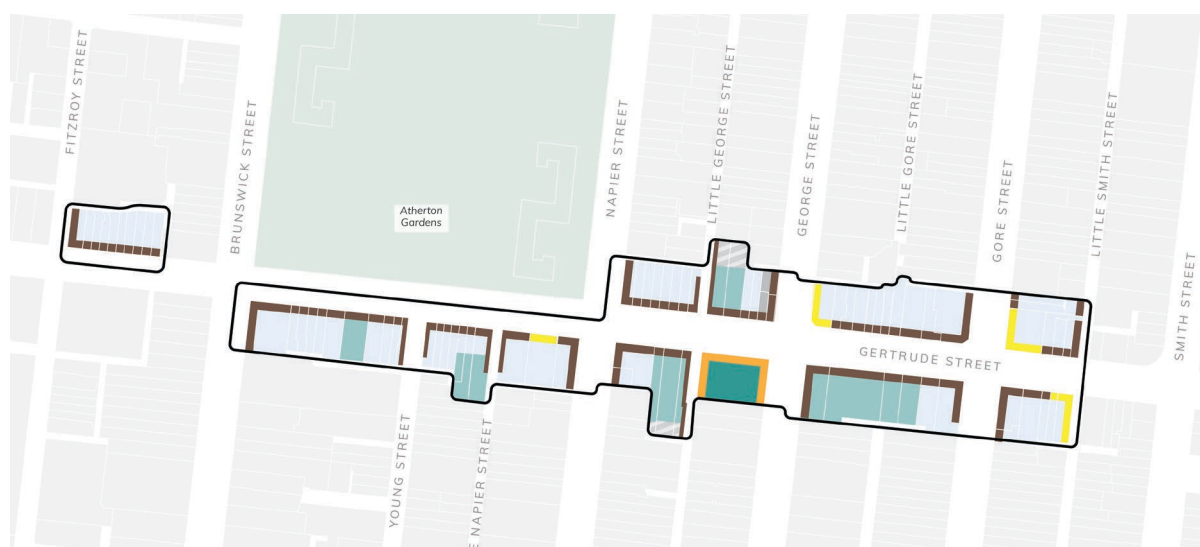 FITZROY STREET
BRUNSWICK STREET
Atherton
Gardens
NAPIER STREET
LITTLE GEORGE STREET
GEORGE STREET
LITTLE GORE STREET
GORE STREET
LITTLE SMITH STREET
SMITH STREET
GERTRUDE STREET
YOUNG STREET
E NAPIER STREET